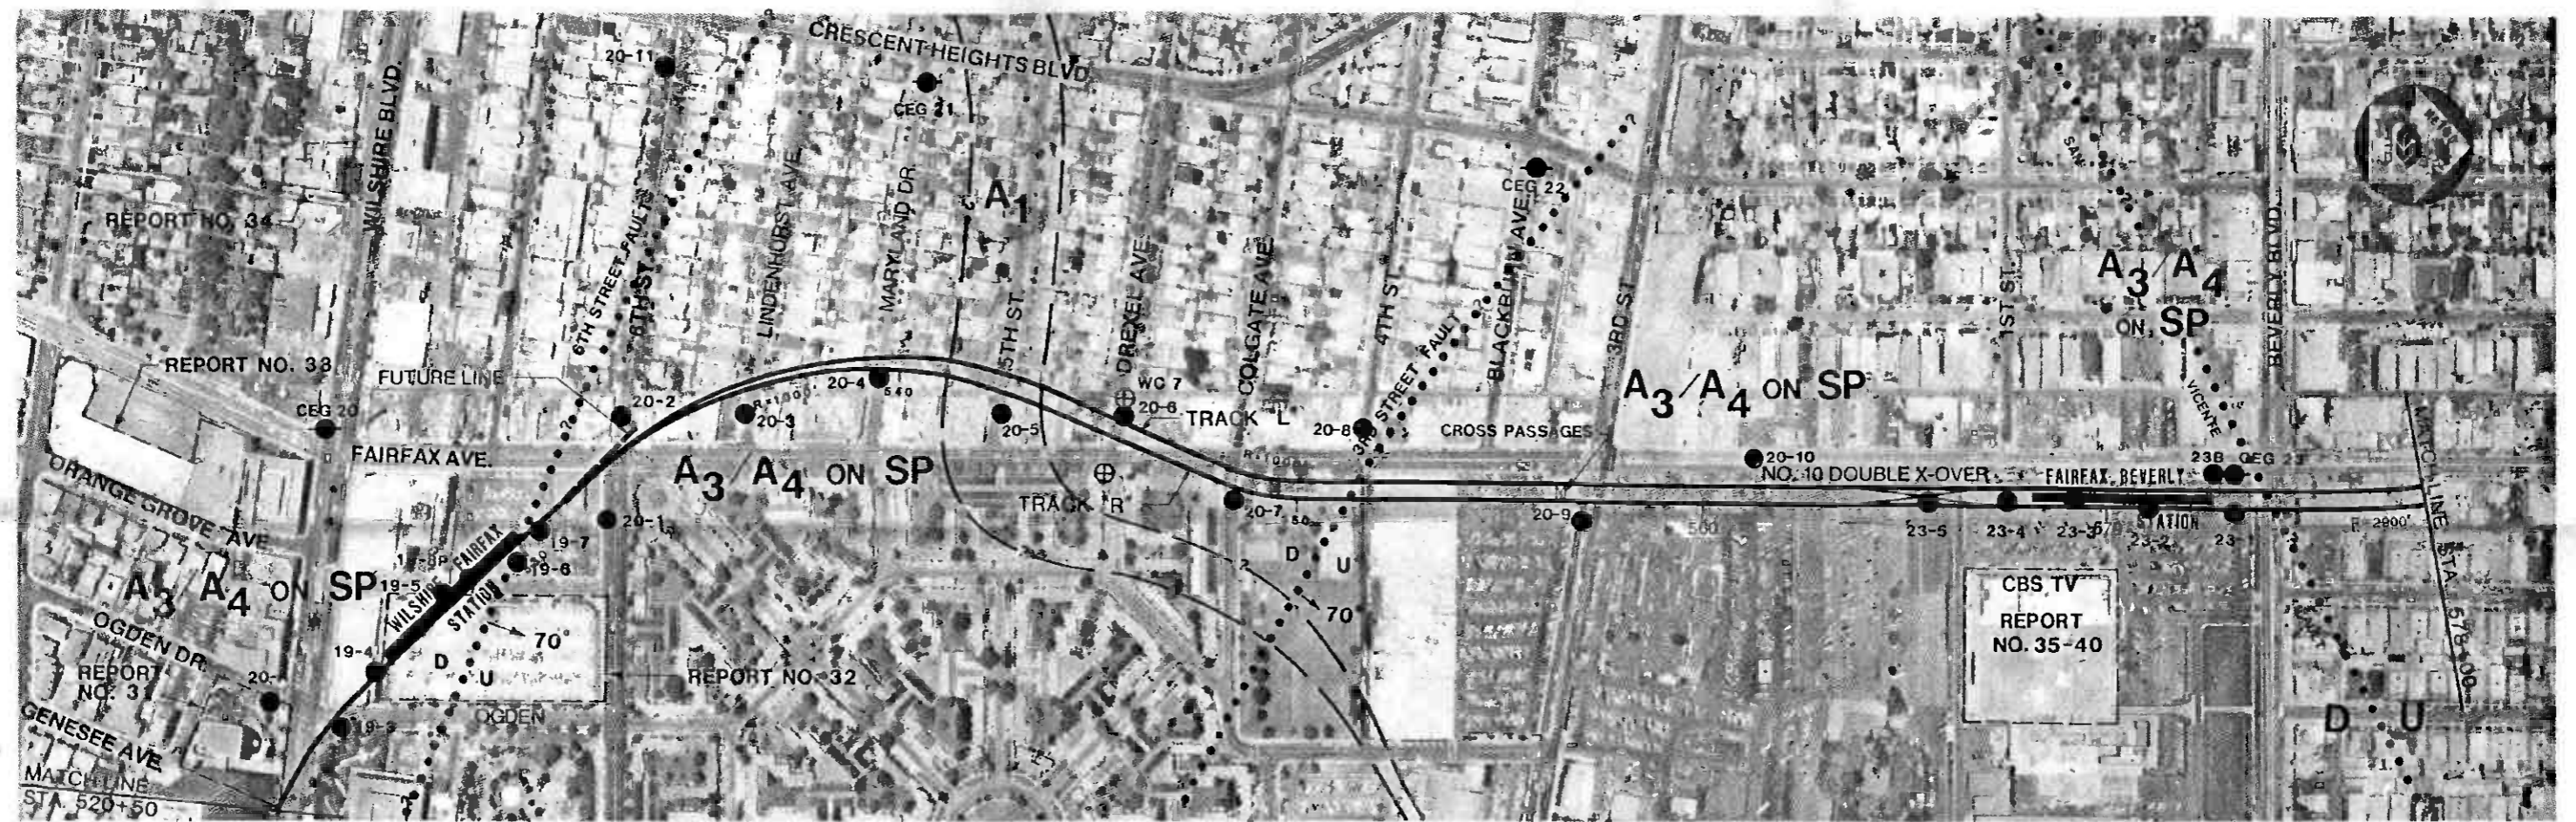 CRESCENT HEIGHTS BLVD.
20-11
CEG 21
WILSHIRE BLVD.
REPORT NO. 34
6TH STREET FAULT
6TH ST.
LINDENHURST AVE.
MARYLAND DR.
A1
5TH ST.
DREXEL AVE.
COLGATE AVE.
4TH ST.
3RD STREET FAULT
BLACKBURN AVE.
CEG 22
3RD ST.
1ST ST.
SAN
VICENTE
A3/A4
ON SP
BEVERLY BLVD.
REPORT NO. 33
FUTURE LINE
CEG 20
20-2
R=1000'
20-3
20-4
540
20-5
WC 7
20-6
TRACK "L"
20-8
CROSS PASSAGES
A3/A4 ON SP
FAIRFAX AVE.
A3/A4 ON SP
TRACK "R"
20-7
20-9
20-10
NO. 10 DOUBLE X-OVER
FAIRFAX-BEVERLY
STATION
23B
CEG 23
23-5
23-4
23-3
23-2
560
R=2900'
MATCH LINE STA. 578+00
ORANGE GROVE AVE
20-1
19-7
19-6
19-5
WILSHIRE FAIRFAX
STATION
A3/A4 ON SP
OGDEN DR.
REPORT
19-4
19-3
D
U
70°
REPORT NO. 32
OGDEN
D
U
70
CBS TV
REPORT
NO. 35-40
D
U
GENESEE AVE.
MATCH LINE
STA. 520+50